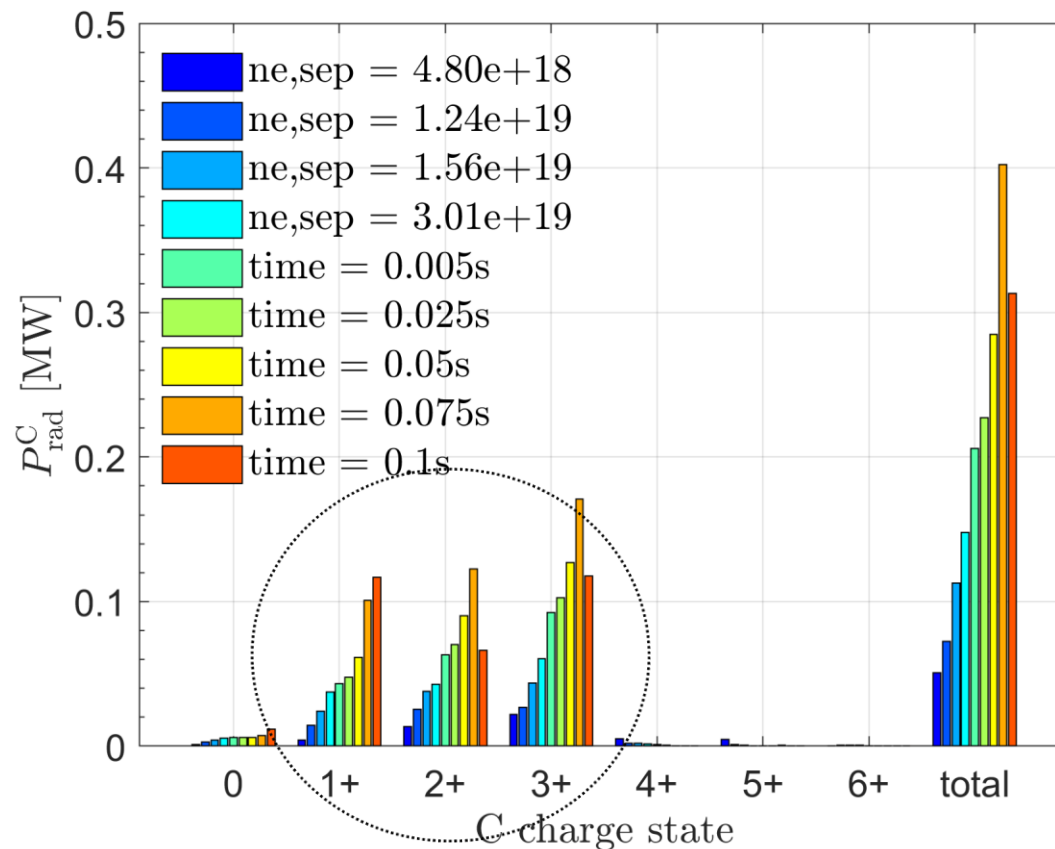 0.5
ne,sep = 4.80e+18
ne,sep = 1.24e+19
ne,sep = 1.56e+19
0.4
ne,sep = 3.01e+19
time = 0.005s
time = 0.025s
0.3
time = 0.05s
time = 0.075s
0.2
time = 0.1s
0.1
0
P_rad^C [MW]
0 1+ 2+ 3+ 4+ 5+ 6+ total
C charge state